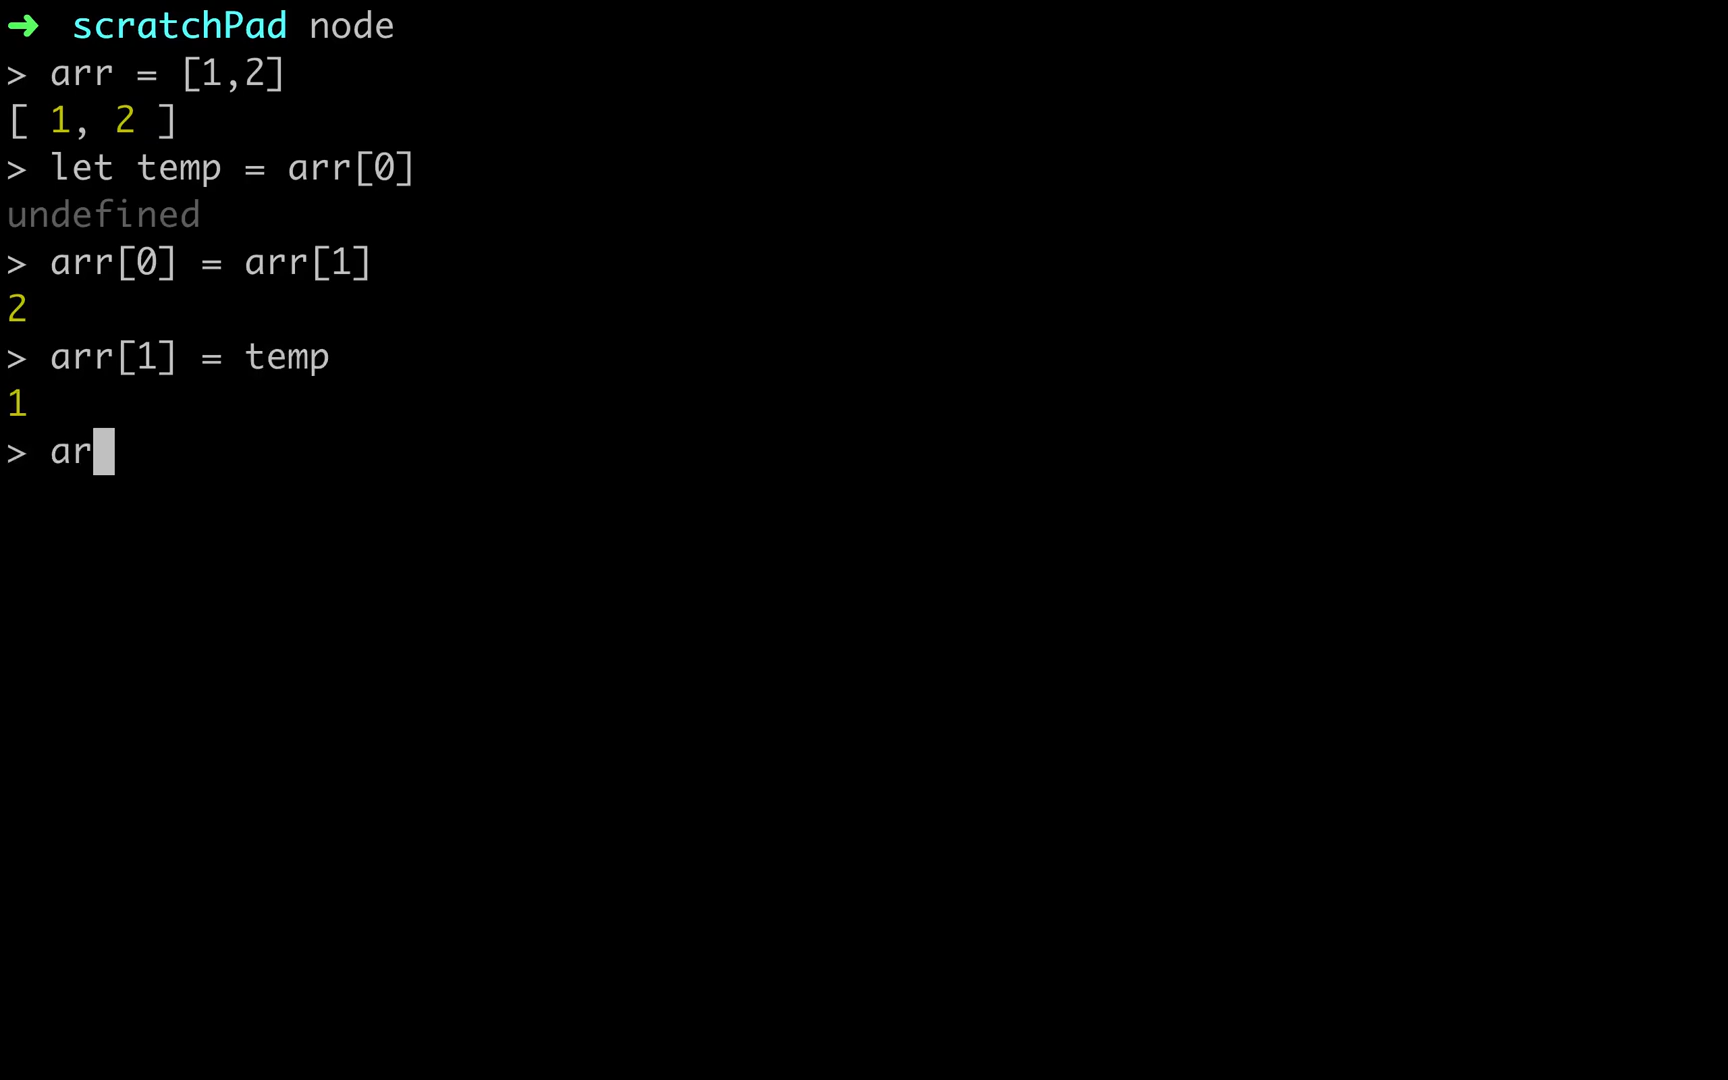 ➜ scratchPad node
> arr = [1,2]
[ 1, 2 ]
> let temp = arr[0]
undefined
> arr[0] = arr[1]
2
> arr[1] = temp
1
> ar